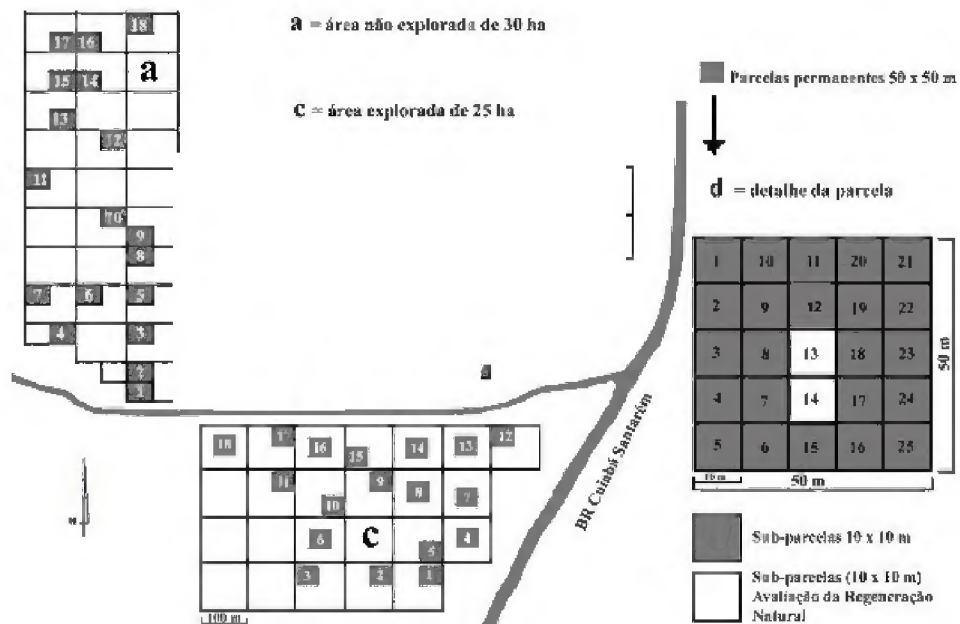 a = área não explorada de 30 ha
c = área explorada de 25 ha
18
17 16
a
15 14
13
12
11
10
9
8
7 6 5
4 3
2
1
Parcelas permanentes 50 x 50 m
d = detalhe da parcela
1 10 11 20 21
2 9 12 19 22
3 8 13 18 23
4 7 14 17 24
5 6 15 16 25
50 m
10 m
50 m
BR Cuiabá Santarém
18 17 16 15 14 13 12
11 10 9 8 7
6 c 5 4
3 2 1
100 m
Sub-parcelas 10 x 10 m
Sub-parcelas (10 x 10 m)
Avaliação da Regeneração
Natural